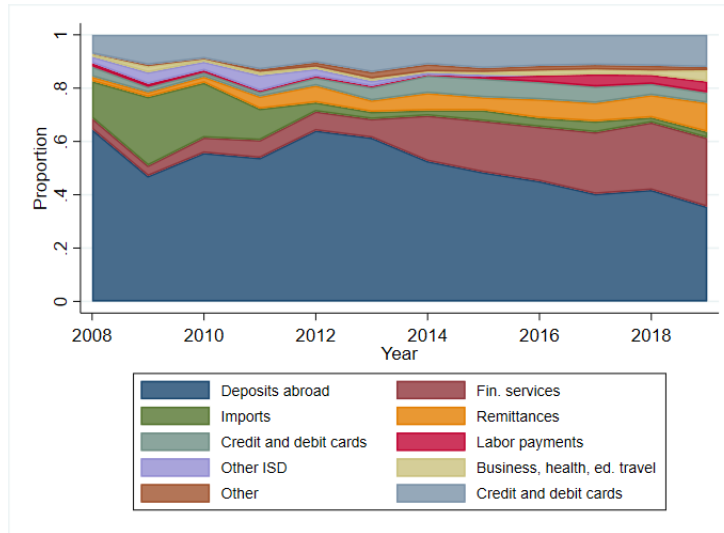 1
.8
.6
.4
.2
0
Proportion
2008 2010 2012 2014 2016 2018
Year
Deposits abroad Fin. services
Imports Remittances
Credit and debit cards Labor payments
Other ISD Business, health, ed. travel
Other Credit and debit cards